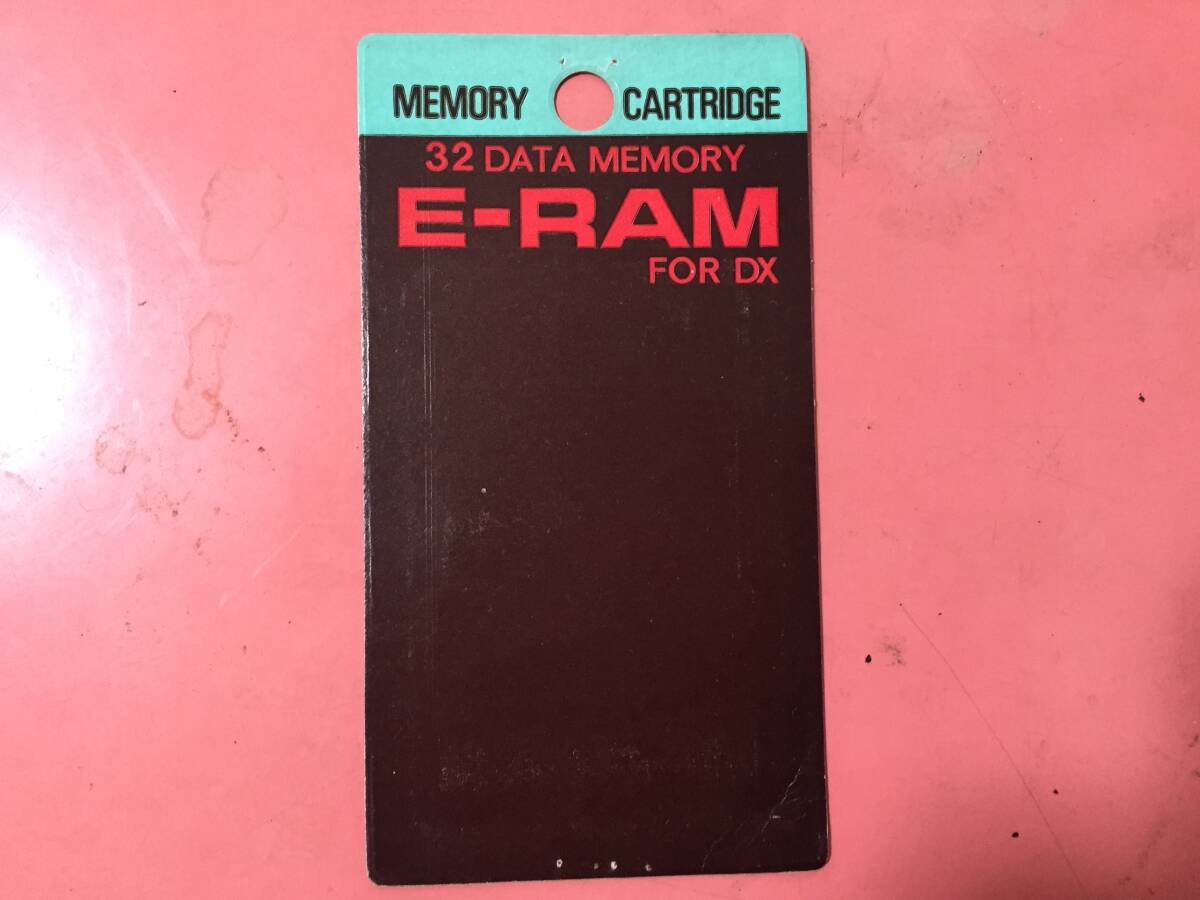 MEMORY CARTRIDGE
32 DATA MEMORY
E-RAM
FOR DX